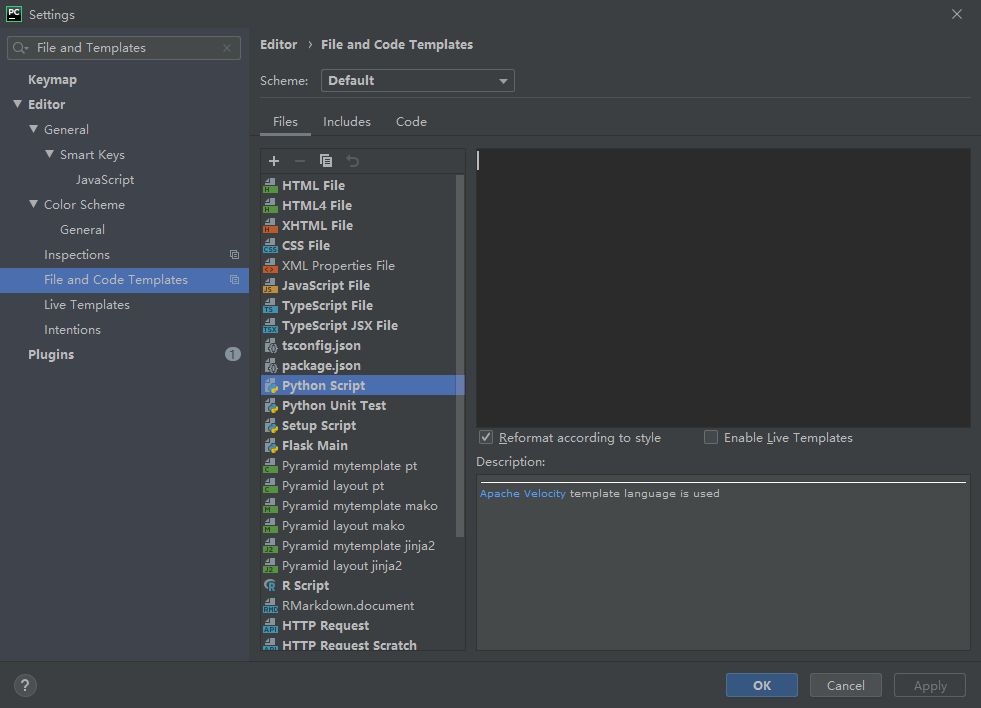 PC Settings
File and Templates
Keymap
Editor
General
Smart Keys
JavaScript
Color Scheme
General
Inspections
File and Code Templates
Live Templates
Intentions
Plugins 1
Editor › File and Code Templates
Scheme: Default
Files Includes Code
HTML File
HTML4 File
XHTML File
CSS File
XML Properties File
JavaScript File
TypeScript File
TypeScript JSX File
tsconfig.json
package.json
Python Script
Python Unit Test
Setup Script
Flask Main
Pyramid mytemplate pt
Pyramid layout pt
Pyramid mytemplate mako
Pyramid layout mako
Pyramid mytemplate jinja2
Pyramid layout jinja2
R Script
RMarkdown.document
HTTP Request
HTTP Request Scratch
Reformat according to style Enable Live Templates
Description:
Apache Velocity template language is used
? OK Cancel Apply